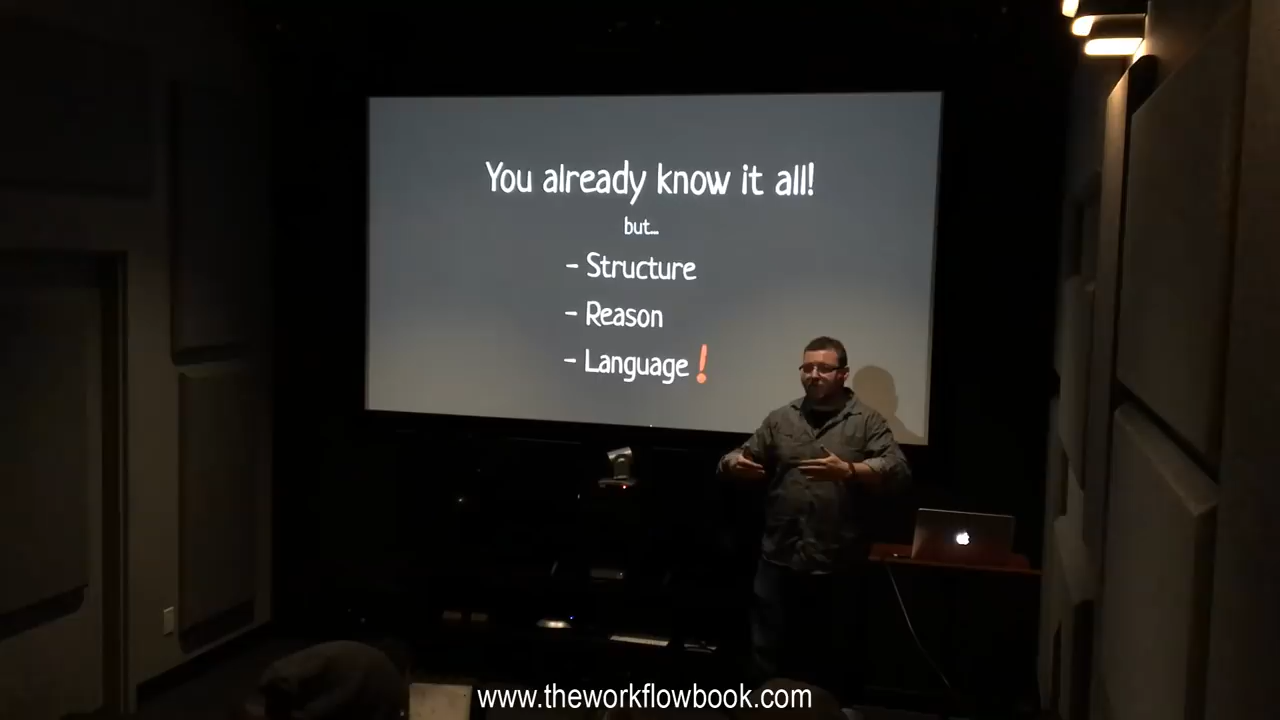 You already know it all!
but...
- Structure
- Reason
- Language !
www.theworkflowbook.com